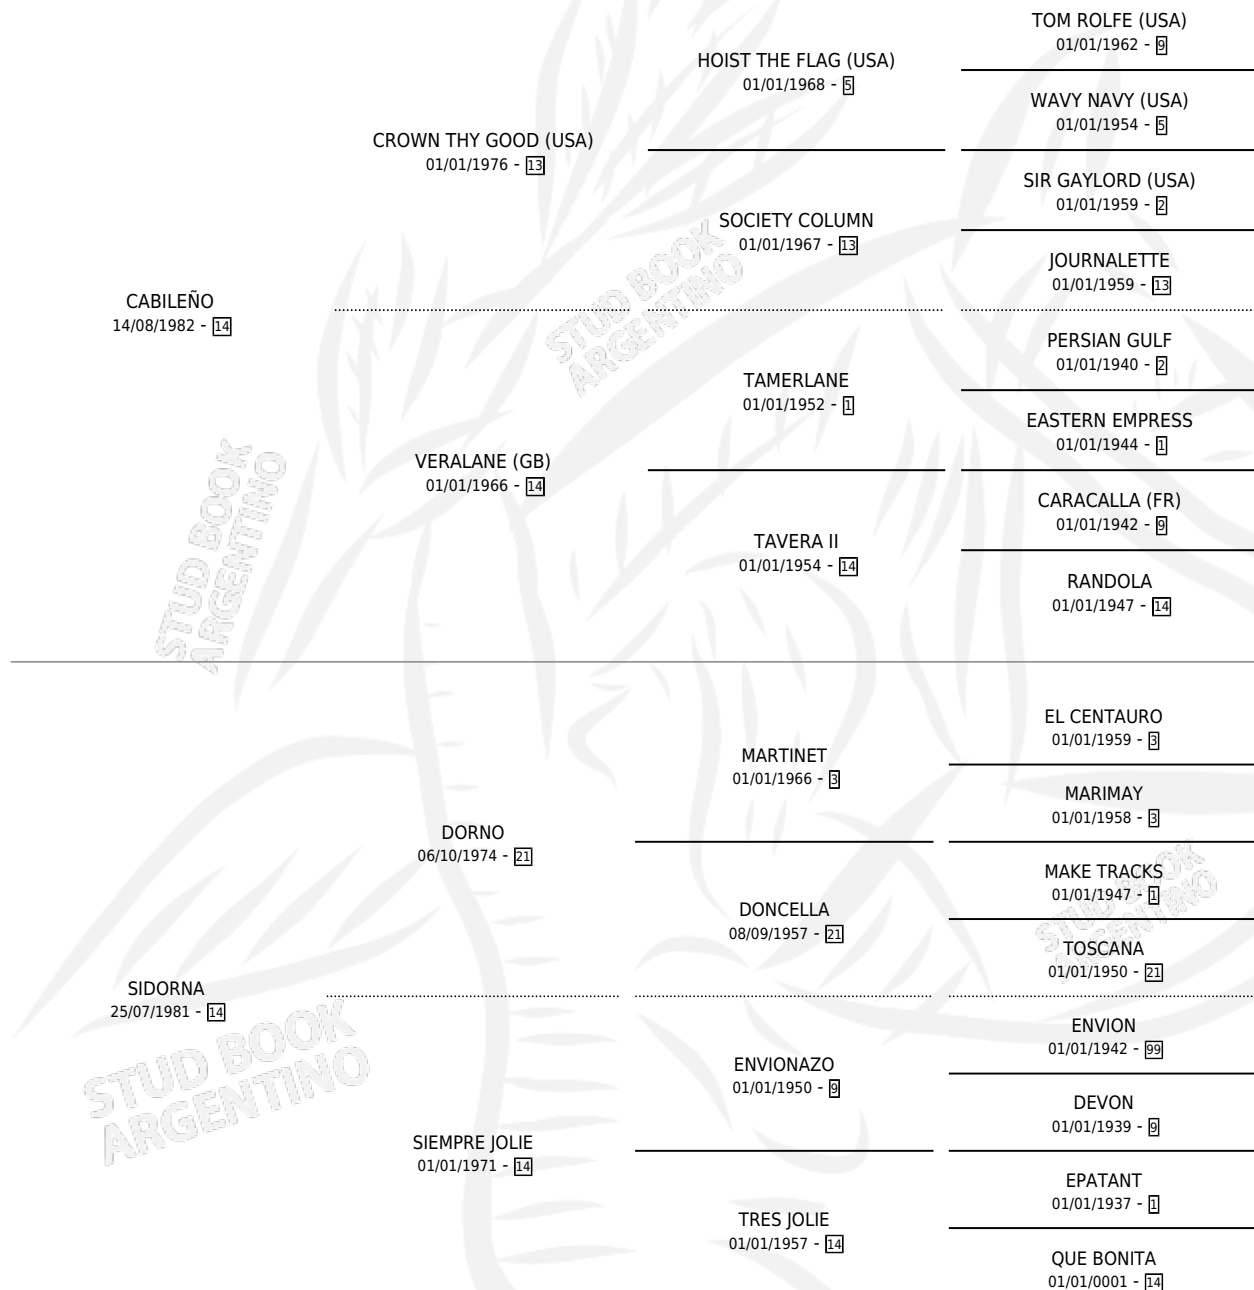 TOM ROLFE (USA)
01/01/1962 - 9
HOIST THE FLAG (USA)
01/01/1968 - 5
WAVY NAVY (USA)
01/01/1954 - 5
CROWN THY GOOD (USA)
01/01/1976 - 13
SIR GAYLORD (USA)
01/01/1959 - 2
SOCIETY COLUMN
01/01/1967 - 13
JOURNALETTE
01/01/1959 - 13
CABILEÑO
14/08/1982 - 14
PERSIAN GULF
01/01/1940 - 2
TAMERLANE
01/01/1952 - 1
EASTERN EMPRESS
01/01/1944 - 1
VERALANE (GB)
01/01/1966 - 14
CARACALLA (FR)
01/01/1942 - 9
TAVERA II
01/01/1954 - 14
RANDOLA
01/01/1947 - 14
EL CENTAURO
01/01/1959 - 3
MARTINET
01/01/1966 - 3
MARIMAY
01/01/1958 - 3
DORNO
06/10/1974 - 21
MAKE TRACKS
01/01/1947 - 1
DONCELLA
08/09/1957 - 21
TOSCANA
01/01/1950 - 21
SIDORNA
25/07/1981 - 14
ENVION
01/01/1942 - 99
ENVIONAZO
01/01/1950 - 9
DEVON
01/01/1939 - 9
SIEMPRE JOLIE
01/01/1971 - 14
EPATANT
01/01/1937 - 1
TRES JOLIE
01/01/1957 - 14
QUE BONITA
01/01/0001 - 14
STUD BOOK
ARGENTINO
STUD BOOK
ARGENTINO
STUD BOOK
ARGENTINO
STUD BOOK
ARGENTINO